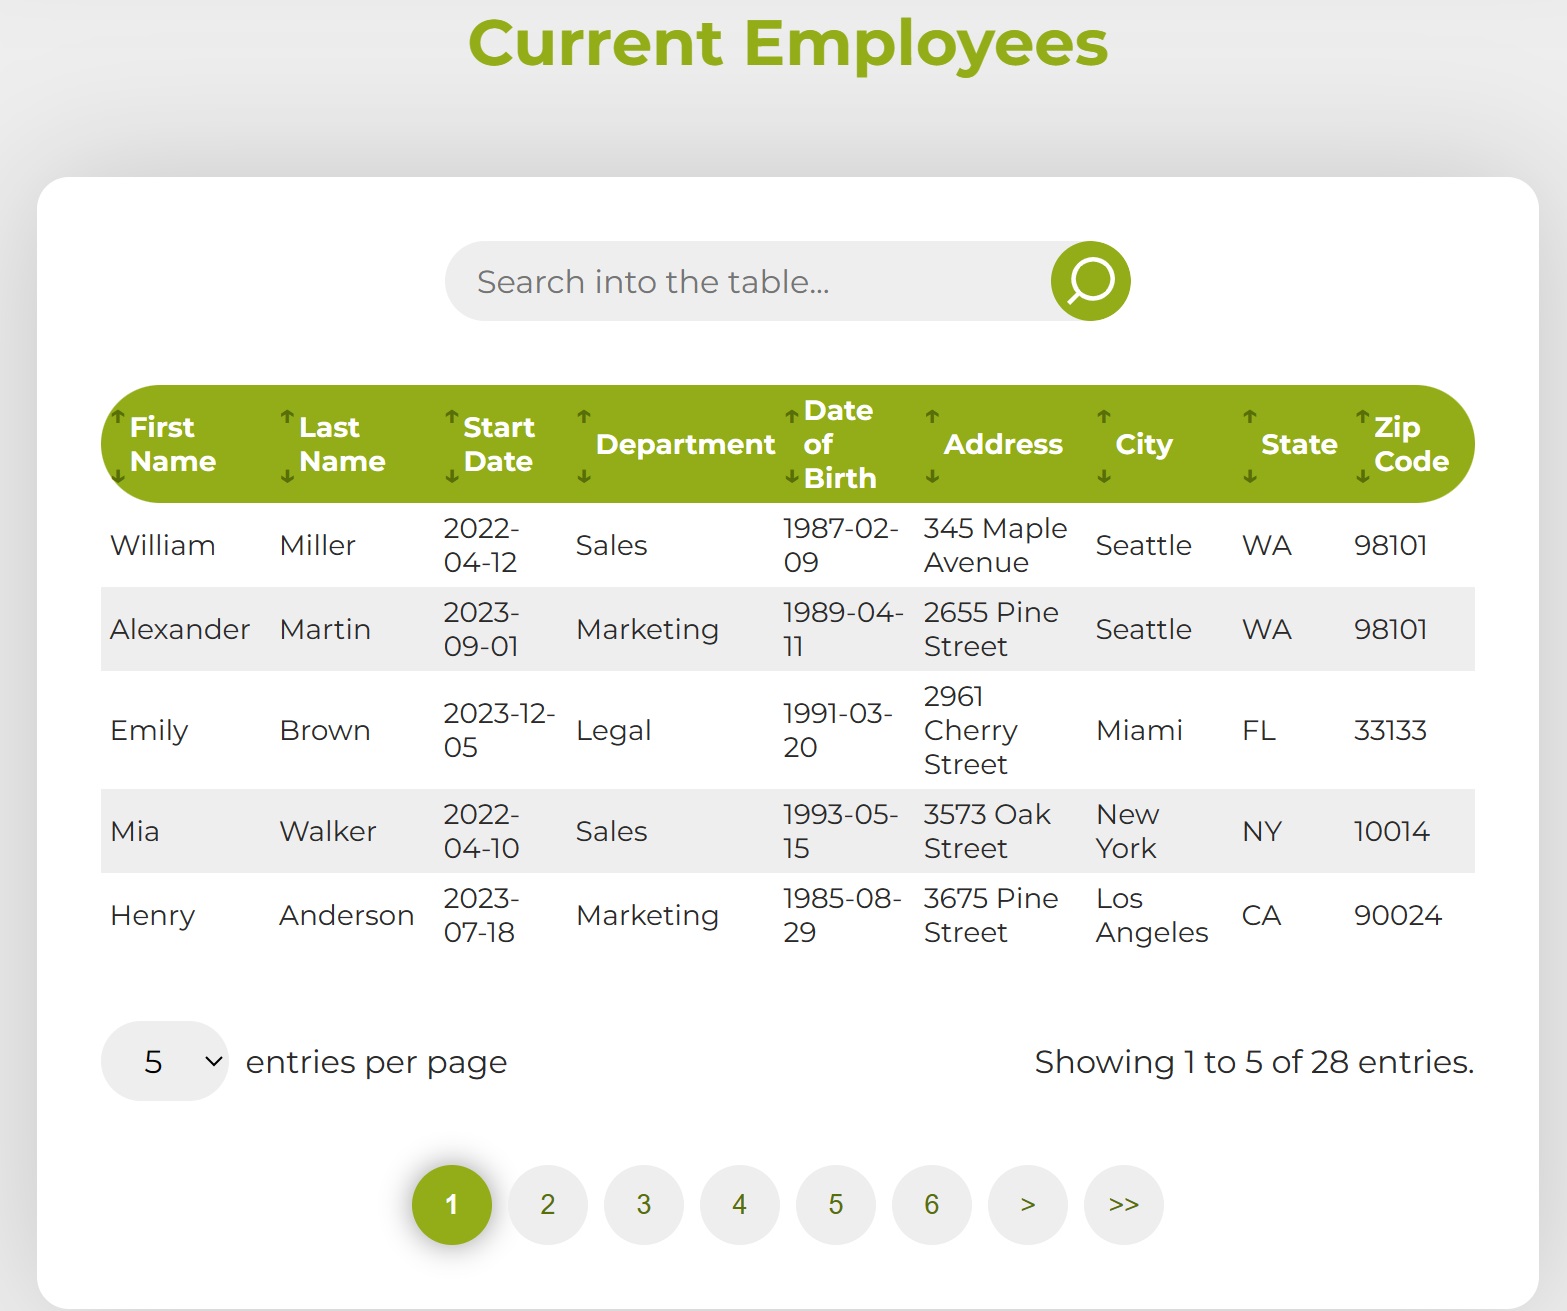 Current Employees
Search into the table...
First Name Last Name Start Date Department Date of Birth Address City State Zip Code
William Miller 2022-04-12 Sales 1987-02-09 345 Maple Avenue Seattle WA 98101
Alexander Martin 2023-09-01 Marketing 1989-04-11 2655 Pine Street Seattle WA 98101
Emily Brown 2023-12-05 Legal 1991-03-20 2961 Cherry Street Miami FL 33133
Mia Walker 2022-04-10 Sales 1993-05-15 3573 Oak Street New York NY 10014
Henry Anderson 2023-07-18 Marketing 1985-08-29 3675 Pine Street Los Angeles CA 90024
5 entries per page Showing 1 to 5 of 28 entries.
1 2 3 4 5 6 > >>